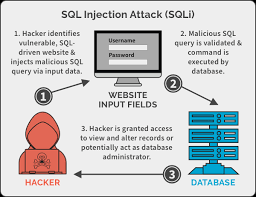 SQL Injection Attack (SQLi)
1. Hacker identifies
vulnerable, SQL-
driven website &
injects malicious SQL
query via input data.
Username
Password
2. Malicious SQL
query is validated &
command is
executed by
database.
1
WEBSITE
INPUT FIELDS
2
3. Hacker is granted access
to view and alter records or
potentially act as database
administrator.
HACKER
3
DATABASE